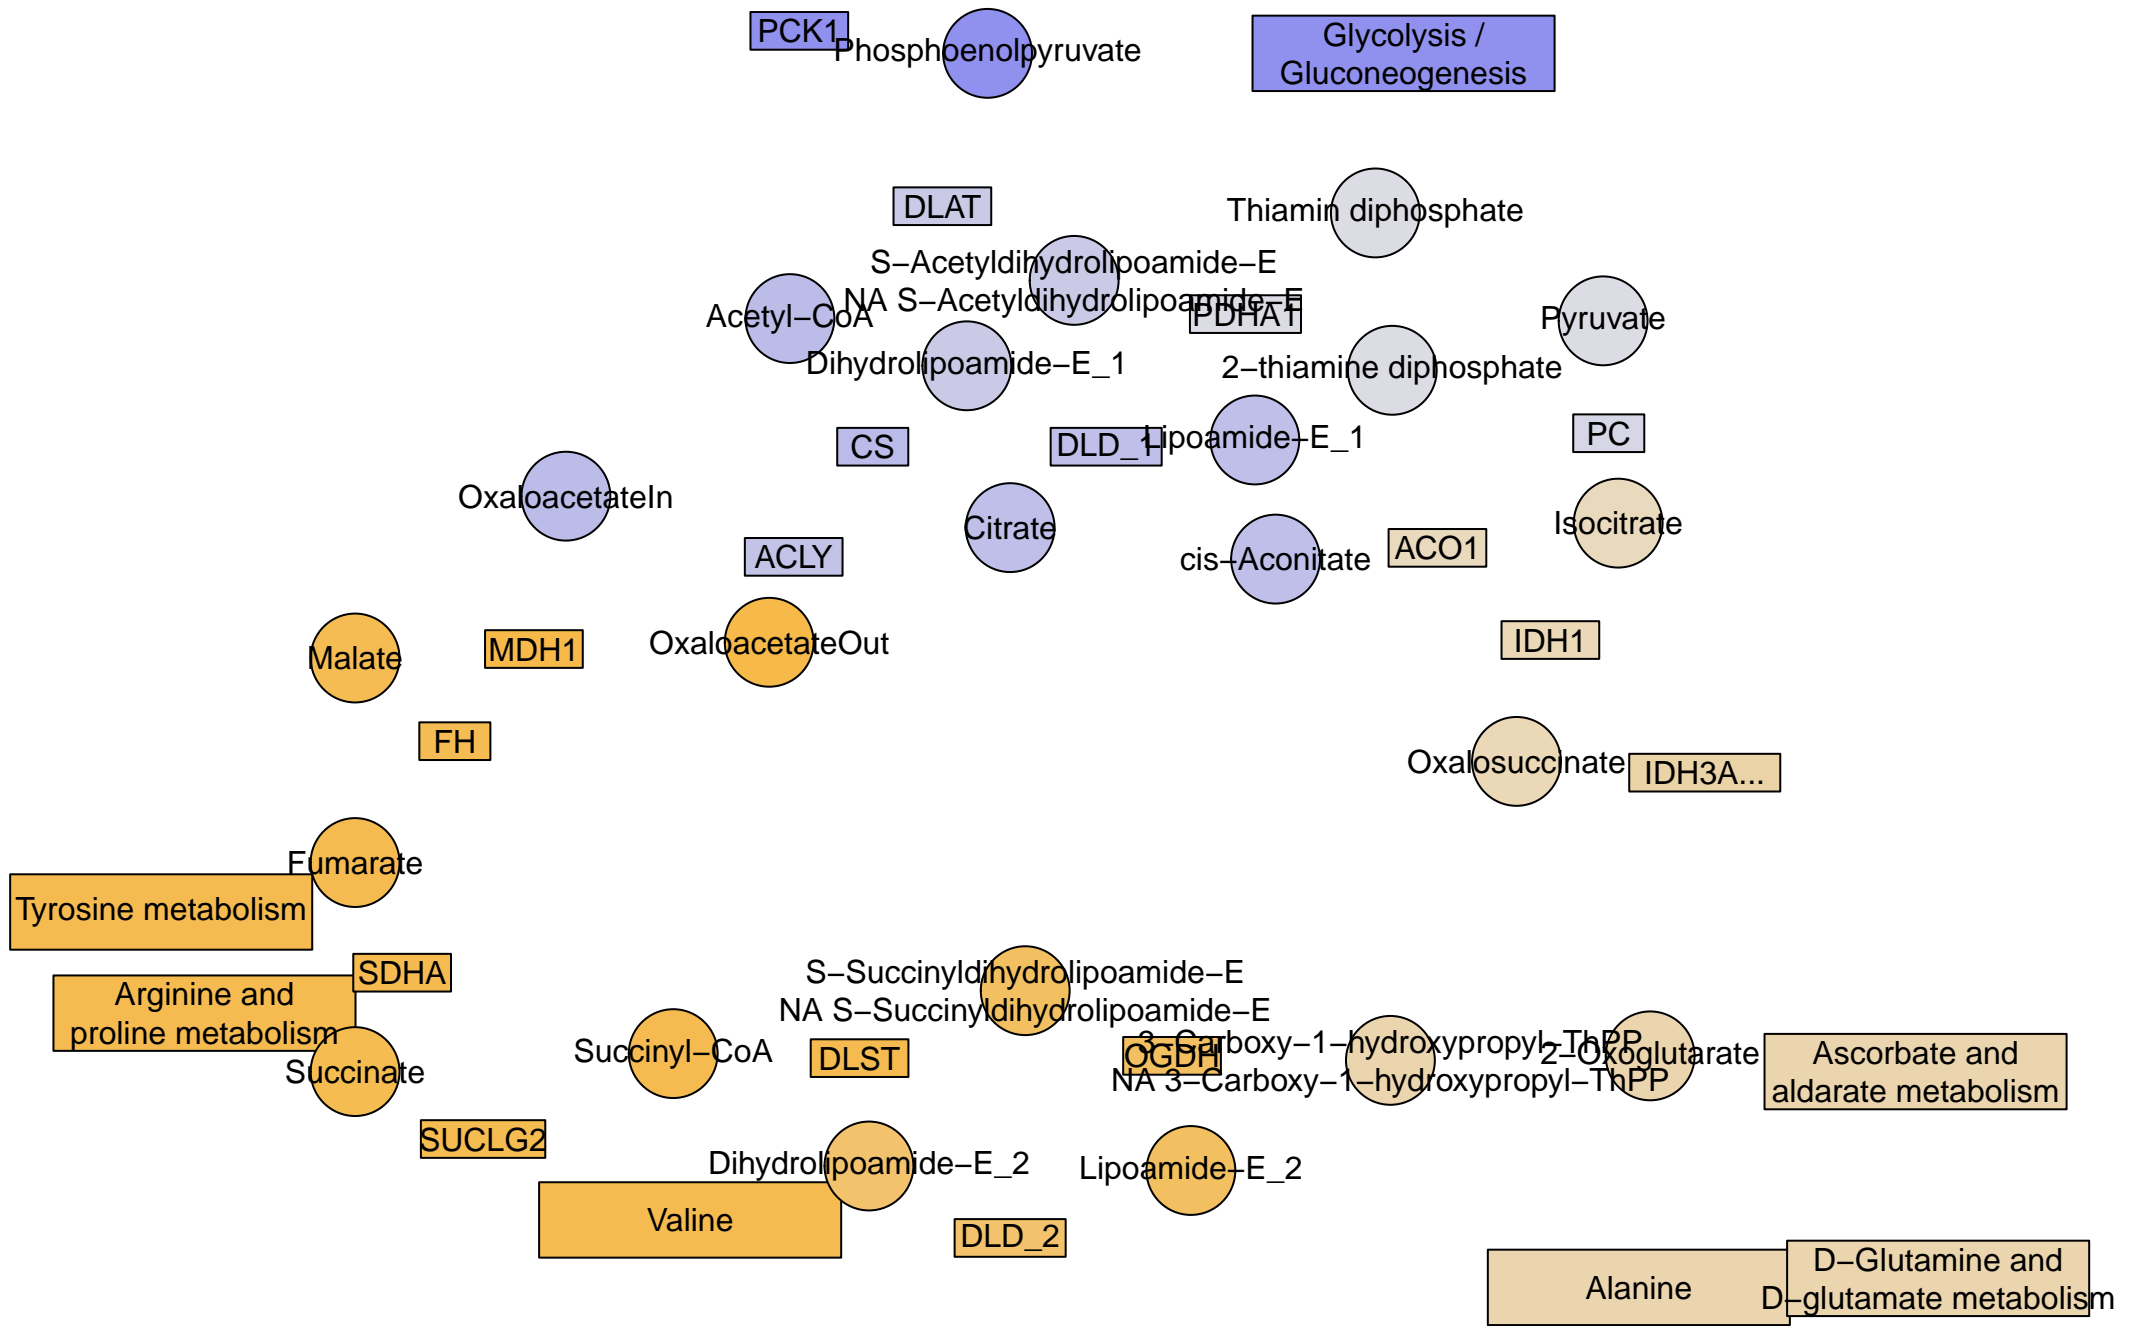 PCK1
Phosphoenolpyruvate
Glycolysis /
Gluconeogenesis
DLAT
Thiamin diphosphate
S−Acetyldihydrolipoamide−E
NA S−Acetyldihydrolipoamide−E
Acetyl−CoA
PDHA1
Pyruvate
Dihydrolipoamide−E_1
2−thiamine diphosphate
CS
DLD_1
Lipoamide−E_1
PC
OxaloacetateIn
Citrate
Isocitrate
ACLY
cis−Aconitate
ACO1
Malate
MDH1
OxaloacetateOut
IDH1
FH
Oxalosuccinate
IDH3A...
Fumarate
Tyrosine metabolism
SDHA
Arginine and
proline metabolism
Succinate
S−Succinyldihydrolipoamide−E
NA S−Succinyldihydrolipoamide−E
Succinyl−CoA
DLST
OGDH
3−Carboxy−1−hydroxypropyl−ThPP
NA 3−Carboxy−1−hydroxypropyl−ThPP
2−Oxoglutarate
Ascorbate and
aldarate metabolism
SUCLG2
Dihydrolipoamide−E_2
Lipoamide−E_2
Valine
DLD_2
Alanine
D−Glutamine and
D−glutamate metabolism